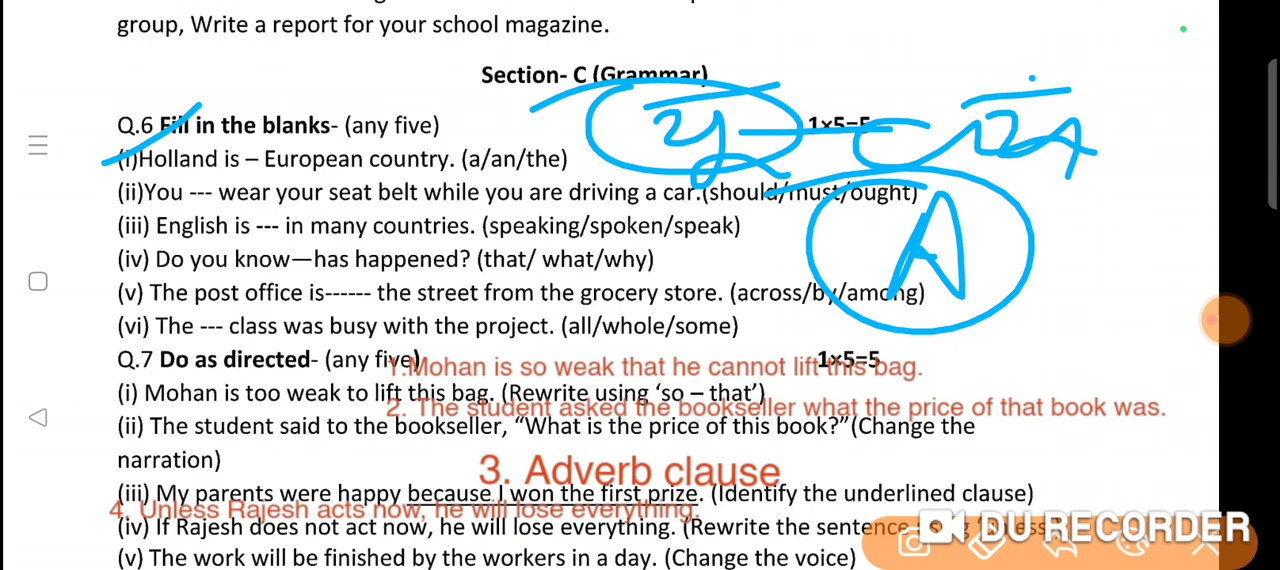 group, Write a report for your school magazine.
Section- C (Grammar)
Q.6 Fill in the blanks- (any five) 1×5=5
(i)Holland is – European country. (a/an/the)
(ii)You --- wear your seat belt while you are driving a car.(should/must/ought)
(iii) English is --- in many countries. (speaking/spoken/speak)
(iv) Do you know—has happened? (that/ what/why)
(v) The post office is------ the street from the grocery store. (across/by/among)
A
(vi) The --- class was busy with the project. (all/whole/some)
Q.7 Do as directed- (any five) 1×5=5
1.Mohan is so weak that he cannot lift this bag.
(i) Mohan is too weak to lift this bag. (Rewrite using ‘so – that’)
2. The student asked the bookseller what the price of that book was.
(ii) The student said to the bookseller, “What is the price of this book?”(Change the
narration)
3. Adverb clause
(iii) My parents were happy because I won the first prize. (Identify the underlined clause)
4. Unless Rajesh acts now, he will lose everything.
(iv) If Rajesh does not act now, he will lose everything. (Rewrite the sentence
DU RECORDER
(v) The work will be finished by the workers in a day. (Change the voice)